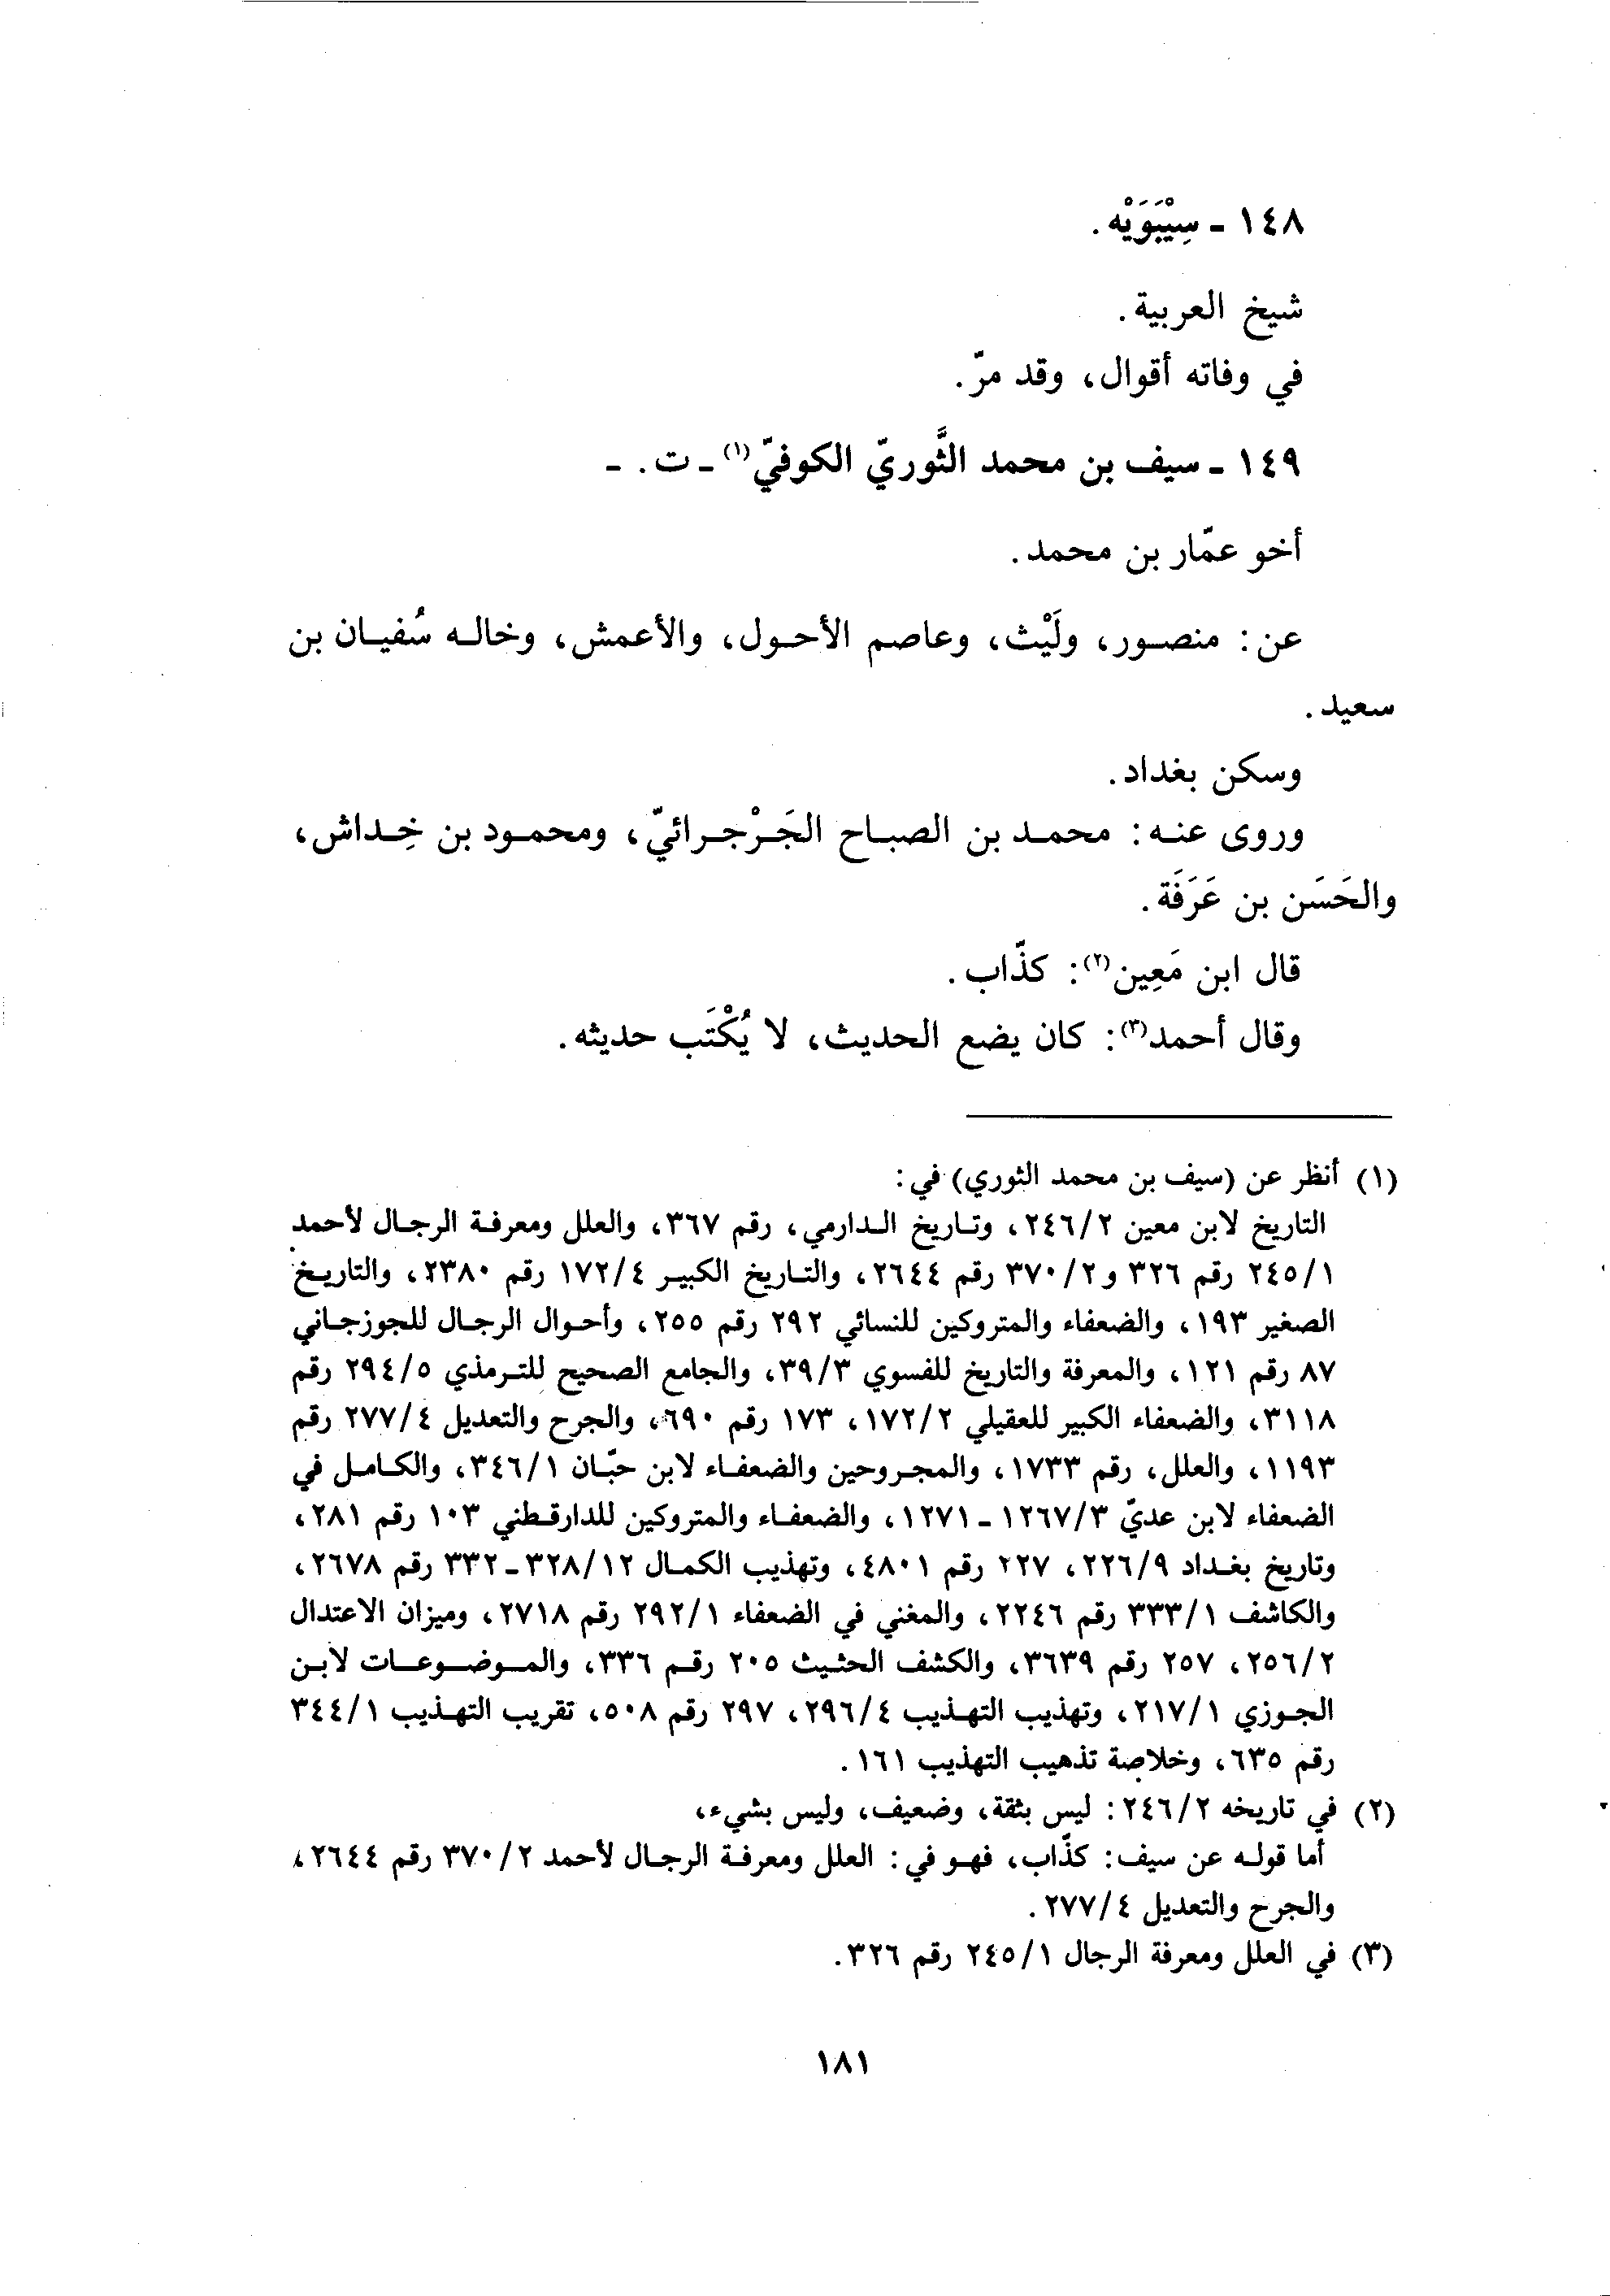 ١٤٨ - سِيْبَوَيْه.
شيخ العربية.
في وفاته أقوال، وقد مرّ.
١٤٩ - سيف بن محمد الثَّوريّ الكوفيّ(١) - ت. -
أخو عمّار بن محمد.
عن: منصور، ولَيْث، وعاصم الأحول، والأعمش، وخاله سُفيان بن
سعيد.
وسكن بغداد.
وروى عنه: محمد بن الصباح الجَرْجرائيّ، ومحمود بن خِداش،
والحَسَن بن عَرَفَة.
قال ابن مَعِين(٢): كذّاب.
وقال أحمد(٣): كان يضع الحديث، لا يُكْتَب حديثه.
(١) أنظر عن (سيف بن محمد الثوري) في:
التاريخ لابن معين ٢٤٦/٢، وتاريخ الدارمي، رقم ٣٦٧، والعلل ومعرفة الرجال لأحمد
٢٤٥/١ رقم ٣٢٦ و٣٧٠/٢ رقم ٢٦٤٤، والتاريخ الكبير ١٧٢/٤ رقم ٢٣٨٠، والتاريخ
الصغير ١٩٣، والضعفاء والمتروكين للنسائي ٢٩٢ رقم ٢٥٥، وأحوال الرجال للجوزجاني
٨٧ رقم ١٢١، والمعرفة والتاريخ للفسوي ٣٩/٣، والجامع الصحيح للترمذي ٢٩٤/٥ رقم
٣١١٨، والضعفاء الكبير للعقيلي ١٧٢/٢، ١٧٣ رقم ٦٩٠، والجرح والتعديل ٢٧٧/٤ رقم
١١٩٣، والعلل، رقم ١٧٣٣، والمجروحين والضعفاء لابن حبّان ٣٤٦/١، والكامل في
الضعفاء لابن عديّ ١٢٦٧/٣ - ١٢٧١، والضعفاء والمتروكين للدارقطني ١٠٣ رقم ٢٨١،
وتاريخ بغداد ٢٢٦/٩، ٢٢٧ رقم ٤٨٠١، وتهذيب الكمال ٣٢٨/١٢ - ٣٣٢ رقم ٢٦٧٨،
والكاشف ٣٣٣/١ رقم ٢٢٤٦، والمغني في الضعفاء ٢٩٢/١ رقم ٢٧١٨، وميزان الاعتدال
٢٥٦/٢، ٢٥٧ رقم ٣٦٣٩، والكشف الحثيث ٢٠٥ رقم ٣٣٦، والموضوعات لابن
الجوزي ٢١٧/١، وتهذيب التهذيب ٢٩٦/٤، ٢٩٧ رقم ٥٠٨، تقريب التهذيب ٣٤٤/١
رقم ٦٣٥، وخلاصة تذهيب التهذيب ١٦١.
(٢) في تاريخه ٢٤٦/٢: ليس بثقة، وضعيف، وليس بشيء،
أما قوله عن سيف: كذّاب، فهو في: العلل ومعرفة الرجال لأحمد ٣٧٠/٢ رقم ٢٦٤٤،
والجرح والتعديل ٢٧٧/٤.
(٣) في العلل ومعرفة الرجال ٢٤٥/١ رقم ٣٢٦.
١٨١